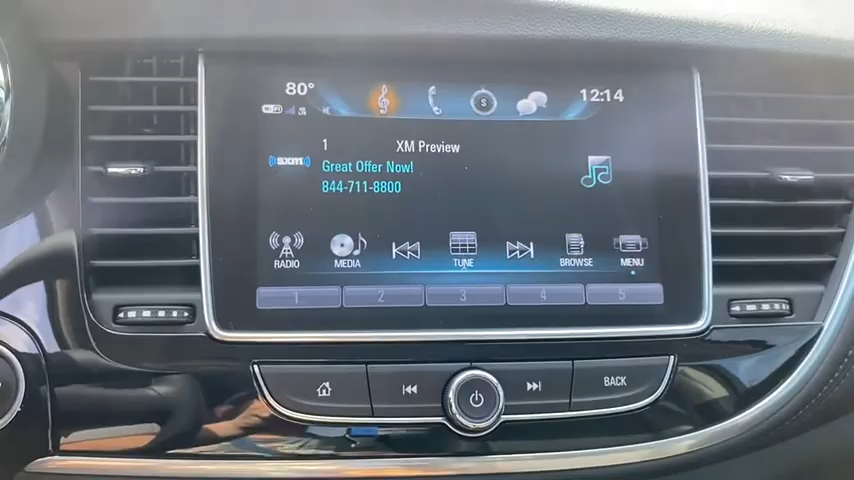 80° 12:14
WiFi
S
1 XM Preview
((sxm)) Great Offer Now!
844-711-8800
RADIO MEDIA TUNE BROWSE MENU
1 2 3 4 5
BACK